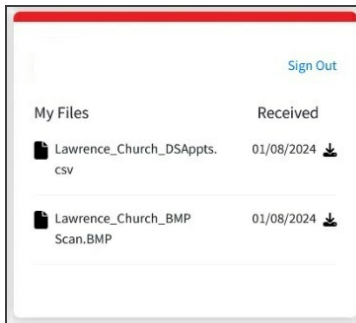 Sign Out
My Files Received
Lawrence_Church_DSAppts. 01/08/2024
csv
Lawrence_Church_BMP 01/08/2024
Scan.BMP